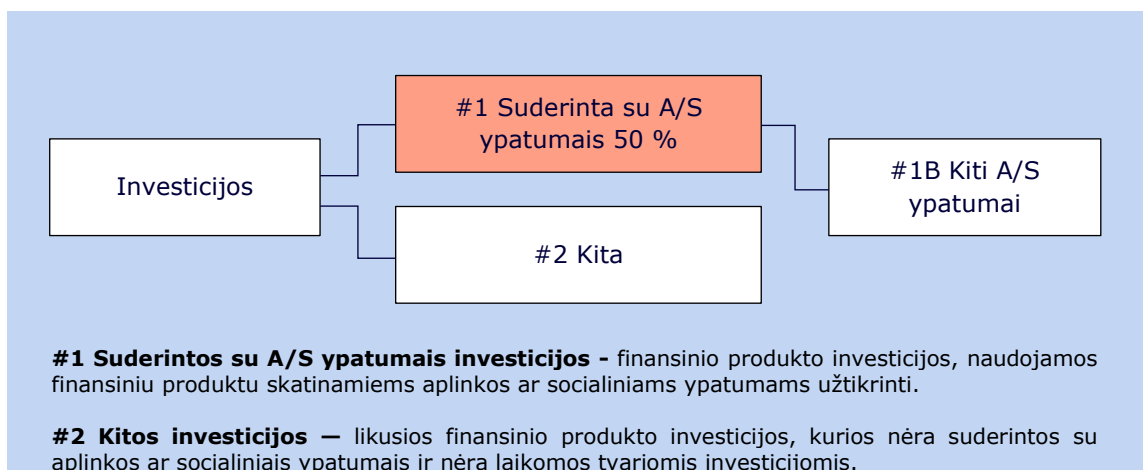 #1 Suderinta su A/S
ypatumais 50 %
Investicijos
#1B Kiti A/S
ypatumai
#2 Kita
#1 Suderintos su A/S ypatumais investicijos - finansinio produkto investicijos, naudojamos
finansiniu produktu skatinamiems aplinkos ar socialiniams ypatumams užtikrinti.
#2 Kitos investicijos — likusios finansinio produkto investicijos, kurios nėra suderintos su
aplinkos ar socialiniais ypatumais ir nėra laikomos tvariomis investicijomis.